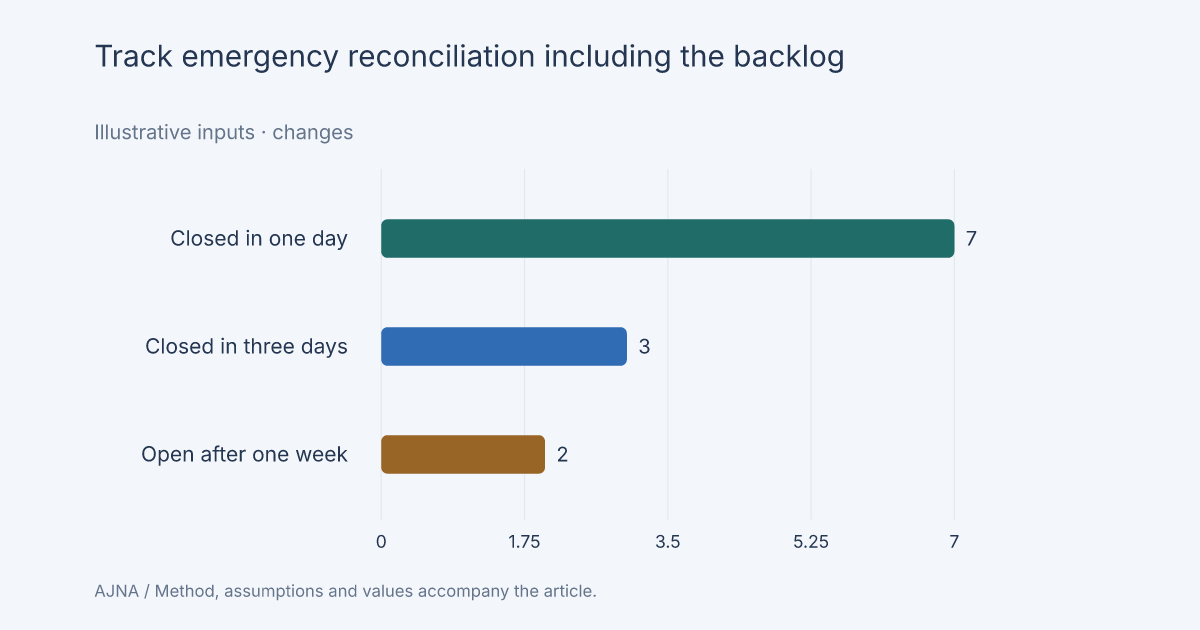 Track emergency reconciliation including the backlog
Illustrative inputs · changes
Closed in one day 7
Closed in three days 3
Open after one week 2
0 1.75 3.5 5.25 7
AJNA / Method, assumptions and values accompany the article.